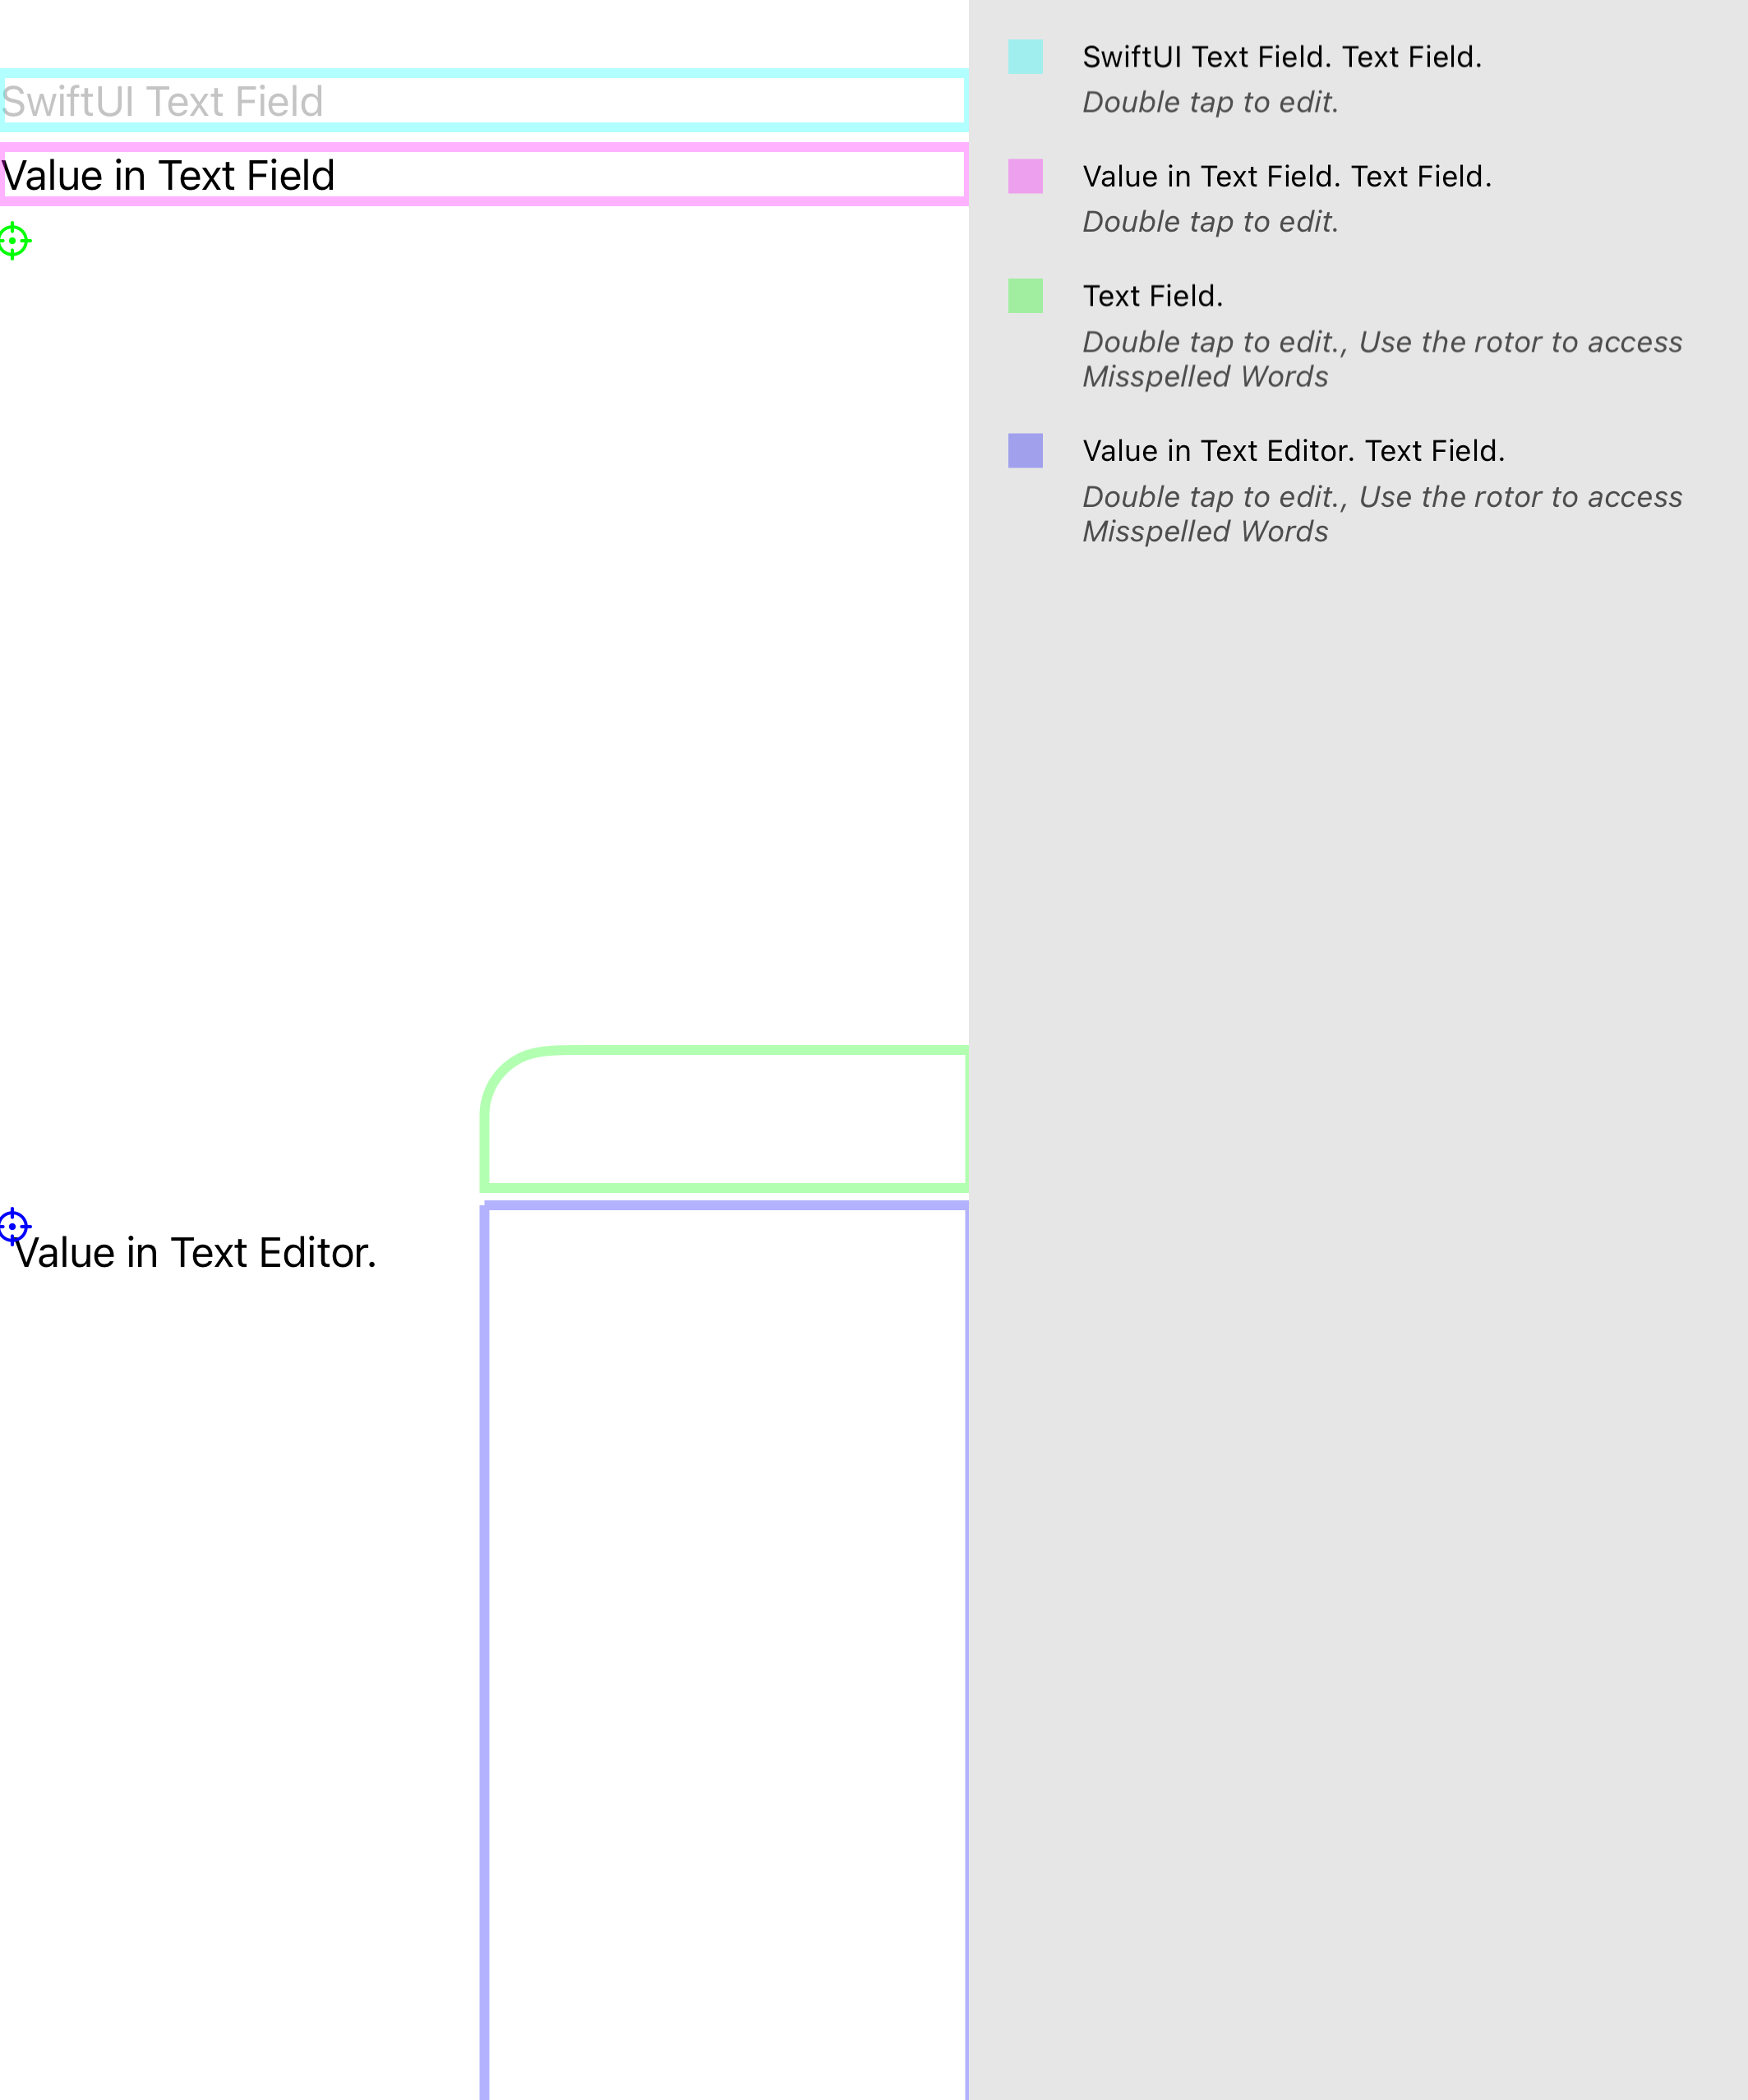 SwiftUI Text Field
Value in Text Field
Value in Text Editor.
SwiftUI Text Field. Text Field.
Double tap to edit.
Value in Text Field. Text Field.
Double tap to edit.
Text Field.
Double tap to edit., Use the rotor to access
Misspelled Words
Value in Text Editor. Text Field.
Double tap to edit., Use the rotor to access
Misspelled Words